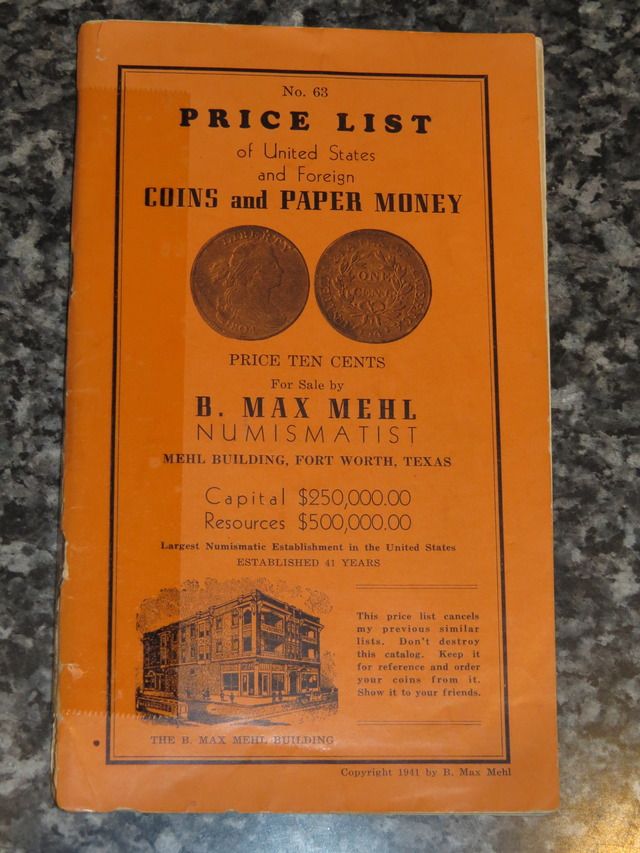 No. 63
PRICE LIST
of United States
and Foreign
COINS and PAPER MONEY
LIBERTY
1804
ONE
CENT
PRICE TEN CENTS
For Sale by
B. MAX MEHL
NUMISMATIST
MEHL BUILDING, FORT WORTH, TEXAS
Capital $250,000.00
Resources $500,000.00
Largest Numismatic Establishment in the United States
ESTABLISHED 41 YEARS
This price list cancels
my previous similar
lists. Don't destroy
this catalog. Keep it
for reference and order
your coins from it.
Show it to your friends.
THE B. MAX MEHL BUILDING
Copyright 1941 by B. Max Mehl